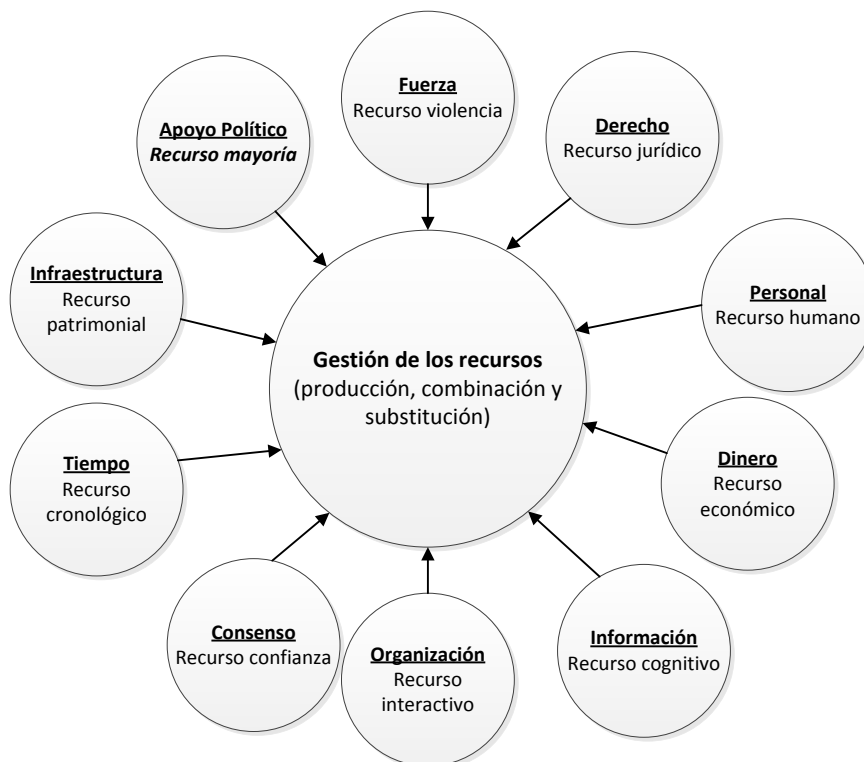 Fuerza
Recurso violencia
Apoyo Político
Recurso mayoría
Derecho
Recurso jurídico
Infraestructura
Recurso
patrimonial
Personal
Recurso humano
Gestión de los recursos
(producción, combinación y
substitución)
Tiempo
Recurso
cronológico
Dinero
Recurso
económico
Consenso
Recurso confianza
Organización
Recurso
interactivo
Información
Recurso cognitivo